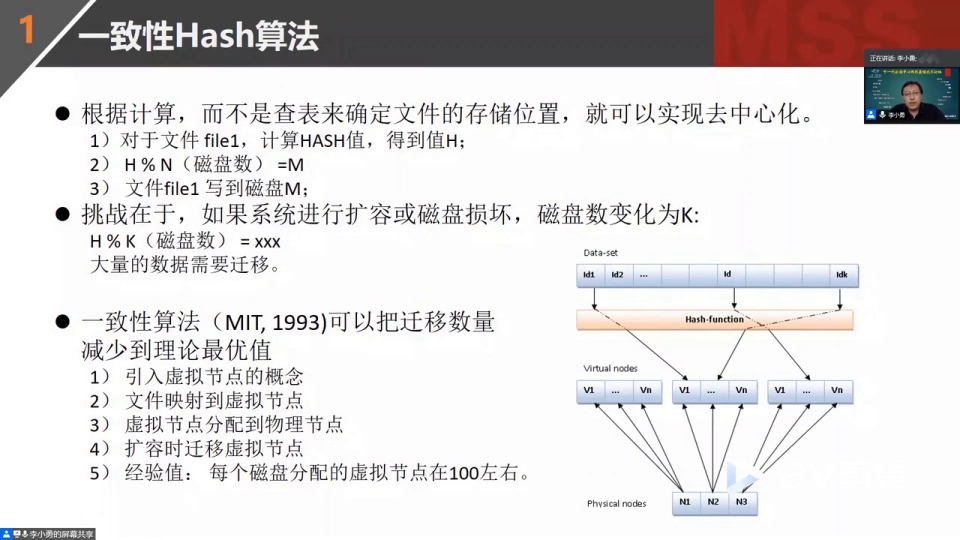 1
一致性Hash算法
MSS
正在讲话: 李小勇;
李小勇
● 根据计算，而不是查表来确定文件的存储位置，就可以实现去中心化。
1）对于文件 file1，计算HASH值，得到值H；
2） H % N（磁盘数） =M
3） 文件file1 写到磁盘M；
● 挑战在于，如果系统进行扩容或磁盘损坏，磁盘数变化为K:
H % K（磁盘数） = xxx
大量的数据需要迁移。
● 一致性算法（MIT, 1993)可以把迁移数量
减少到理论最优值
1） 引入虚拟节点的概念
2） 文件映射到虚拟节点
3） 虚拟节点分配到物理节点
4） 扩容时迁移虚拟节点
5） 经验值： 每个磁盘分配的虚拟节点在100左右。
Data-set
Id1 Id2 ... Id Idk
Hash-function
Virtual nodes
V1 ... Vn V1 ... Vn V1 ... Vn
Physical nodes
N1 N2 N3
李小勇的屏幕共享